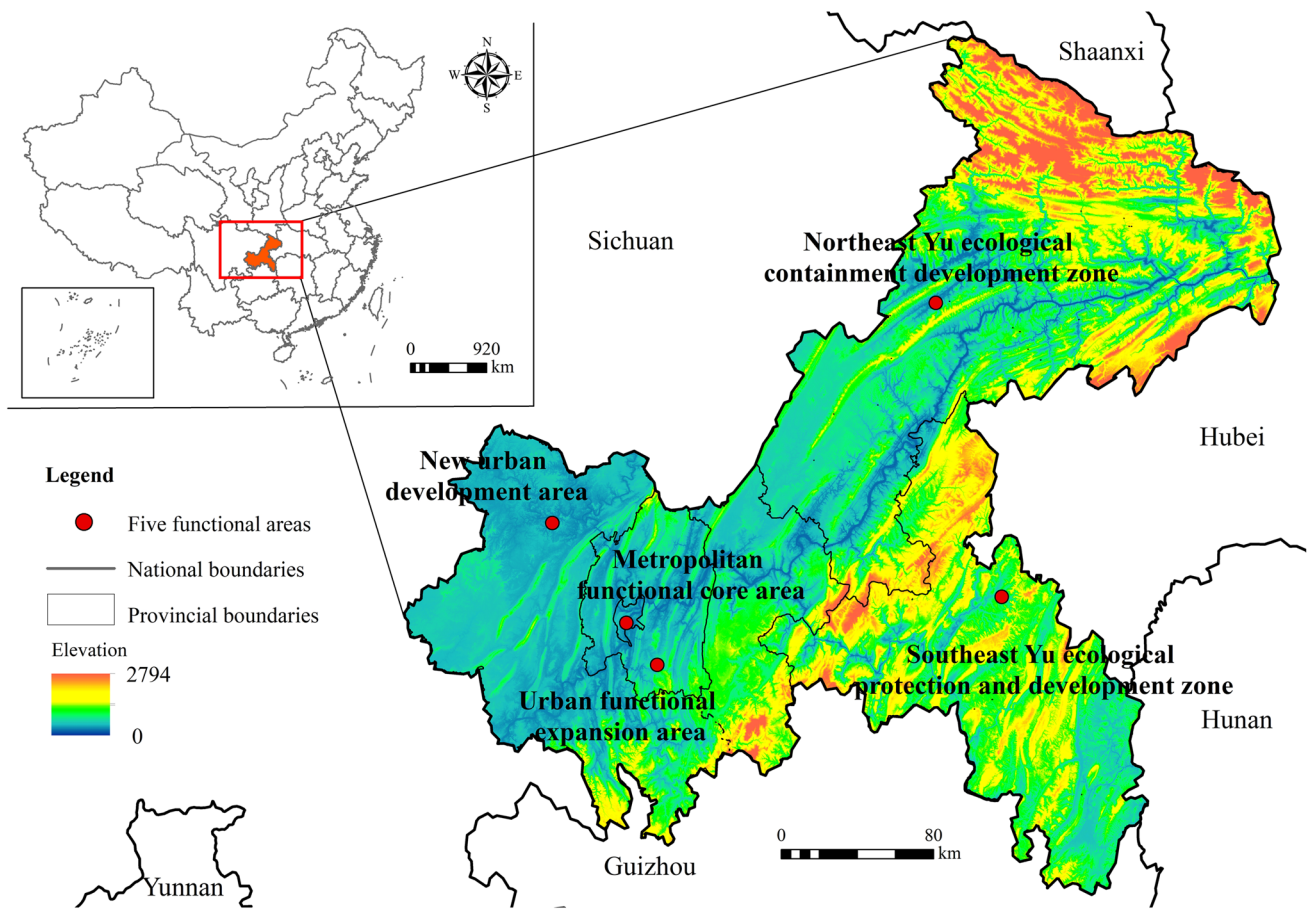 N
W
E
S
0
920
km
Shaanxi
Sichuan
Northeast Yu ecological
containment development zone
Hubei
New urban
development area
Legend
Five functional areas
National boundaries
Provincial boundaries
Elevation
2794
0
Metropolitan
functional core area
Southeast Yu ecological
protection and development zone
Urban functional
expansion area
Hunan
0
80
km
Guizhou
Yunnan